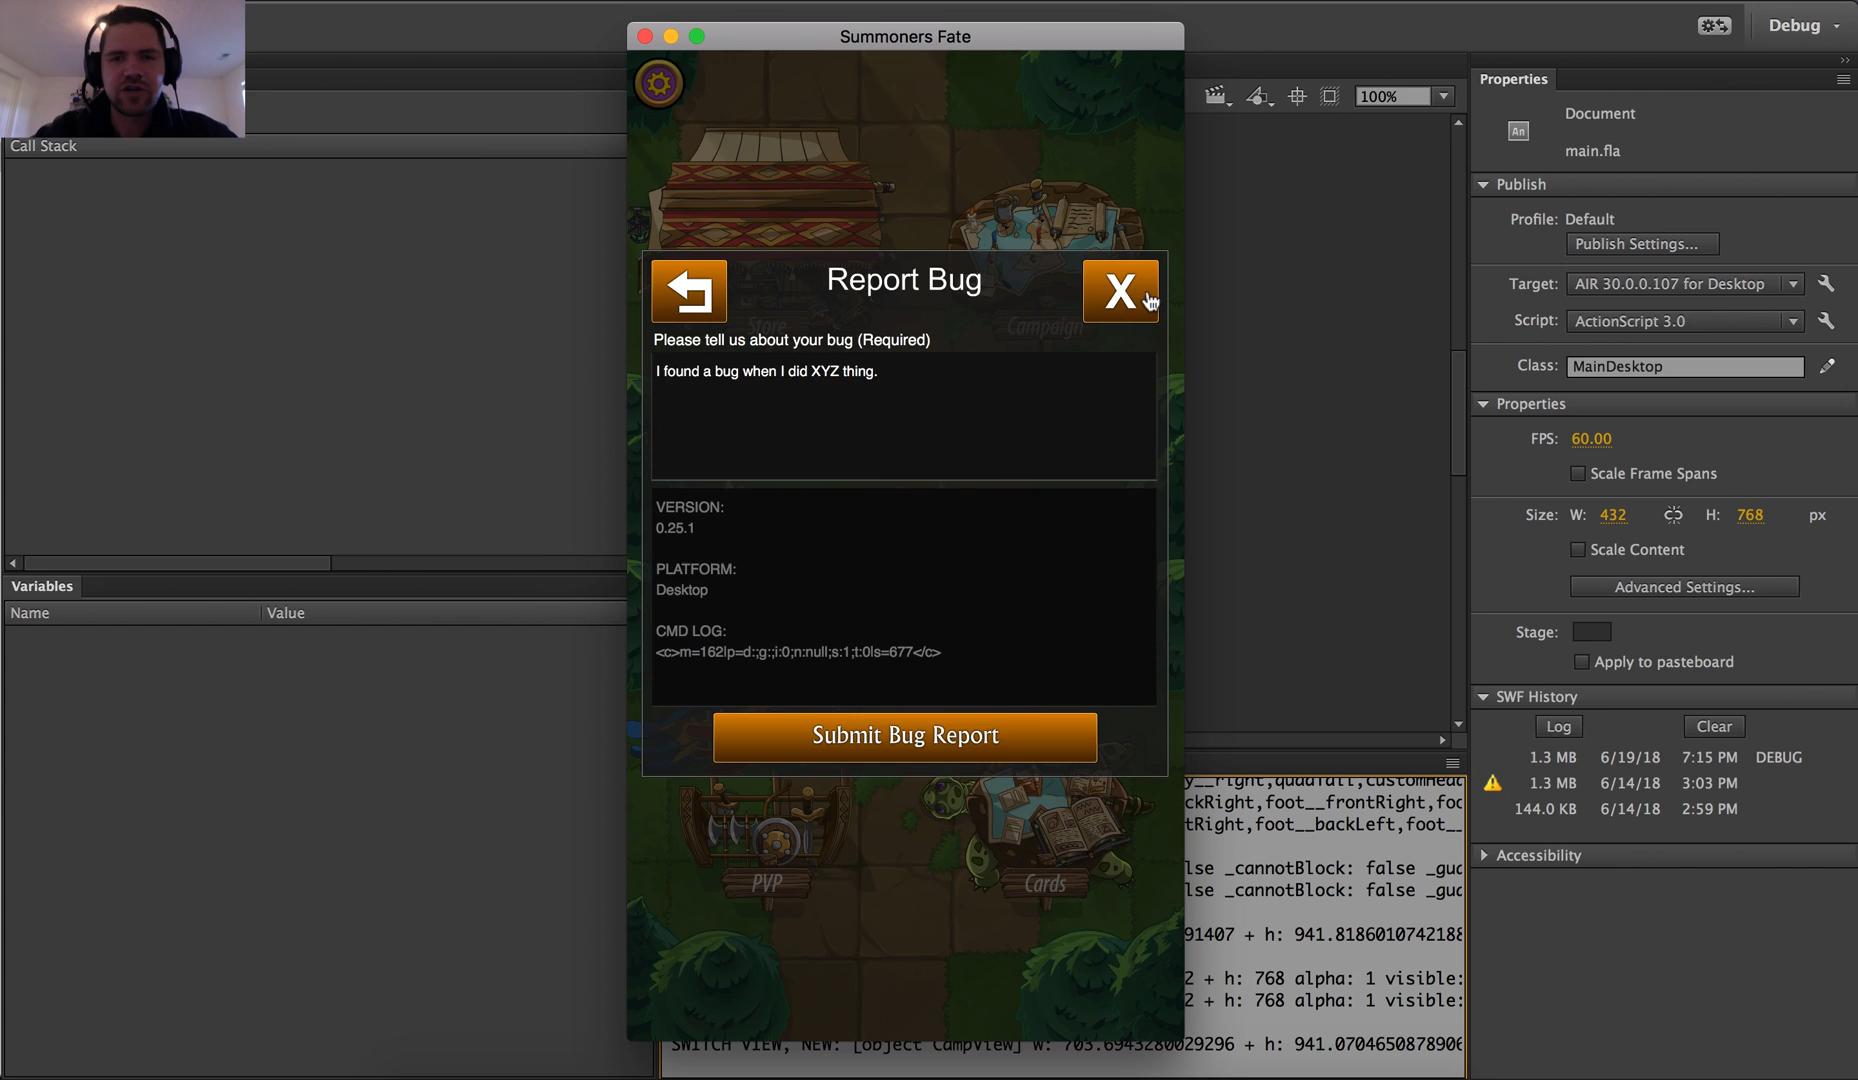 Summoners Fate
Debug
Call Stack
100%
Properties
Document
An
main.fla
Publish
Profile: Default
Publish Settings...
Target: AIR 30.0.0.107 for Desktop
Script: ActionScript 3.0
Class: MainDesktop
Properties
FPS: 60.00
Scale Frame Spans
Size: W: 432 H: 768 px
Scale Content
Advanced Settings...
Stage:
Apply to pasteboard
SWF History
Log Clear
1.3 MB 6/19/18 7:15 PM DEBUG
1.3 MB 6/14/18 3:03 PM
144.0 KB 6/14/18 2:59 PM
Accessibility
Report Bug
X
Store
Campaign
Please tell us about your bug (Required)
I found a bug when I did XYZ thing.
VERSION:
0.25.1
PLATFORM:
Desktop
CMD LOG:
<c>m=162|p=d:;g:;i:0;n:null;s:1;t:0|s=677</c>
Submit Bug Report
PVP
Cards
Variables
Name Value
y__right,quadTail,customHead
ckRight,foot__frontRight,foo
tRight,foot__backLeft,foot__
lse _cannotBlock: false _gua
lse _cannotBlock: false _gua
91407 + h: 941.8186010742188
2 + h: 768 alpha: 1 visible:
2 + h: 768 alpha: 1 visible:
SWITCH VIEW, NEW: [object CampView] w: 703.6943280029296 + h: 941.0704650878906